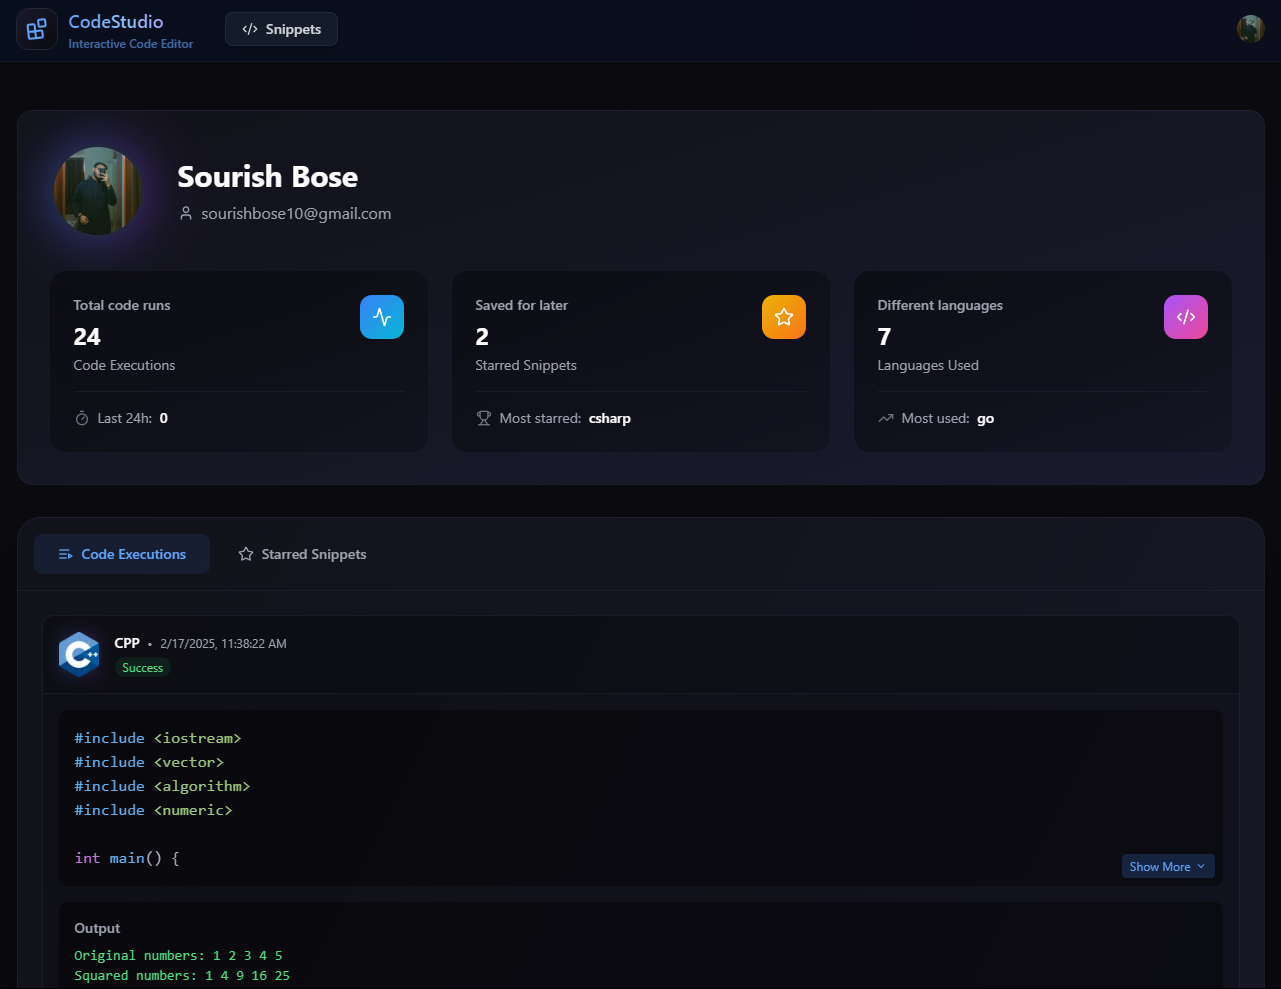 CodeStudio
Interactive Code Editor
</> Snippets
Sourish Bose
sourishbose10@gmail.com
Total code runs
24
Code Executions
Last 24h: 0
Saved for later
2
Starred Snippets
Most starred: csharp
Different languages
7
Languages Used
Most used: go
Code Executions
Starred Snippets
CPP • 2/17/2025, 11:38:22 AM
Success
#include <iostream>
#include <vector>
#include <algorithm>
#include <numeric>
int main() {
Show More
Output
Original numbers: 1 2 3 4 5
Squared numbers: 1 4 9 16 25